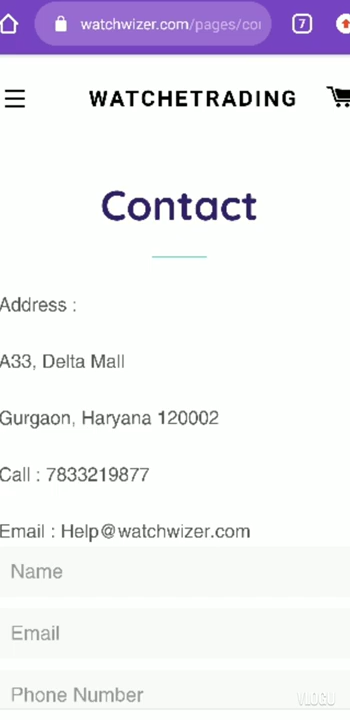 watchwizer.com/pages/co
7
WATCHETRADING
Contact
Address :
A33, Delta Mall
Gurgaon, Haryana 120002
Call : 7833219877
Email : Help@watchwizer.com
Name
Email
Phone Number
VLOGU